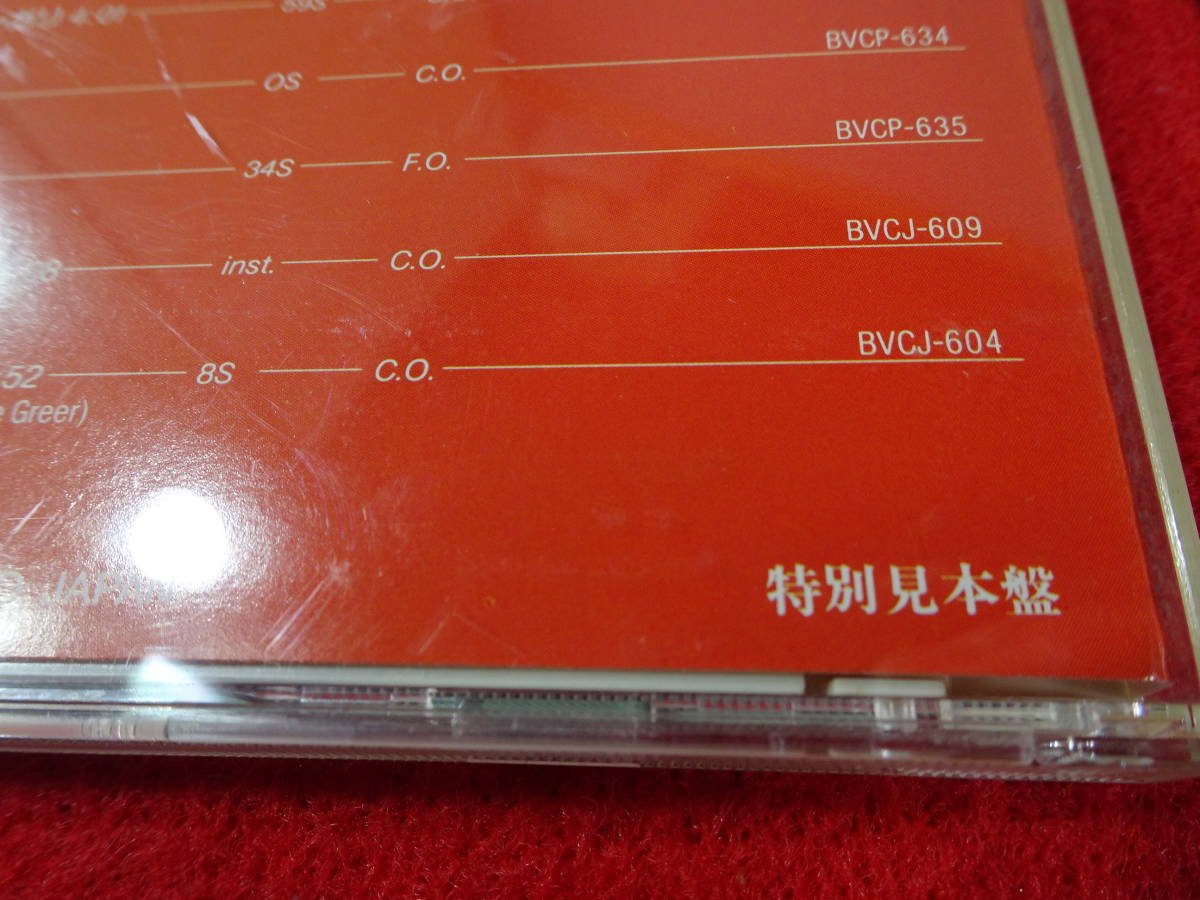 BVCP-634
OS C.O.
BVCP-635
34S F.O.
BVCJ-609
inst. C.O.
BVCJ-604
52 8S C.O.
Greer)
JAPAN
特別見本盤